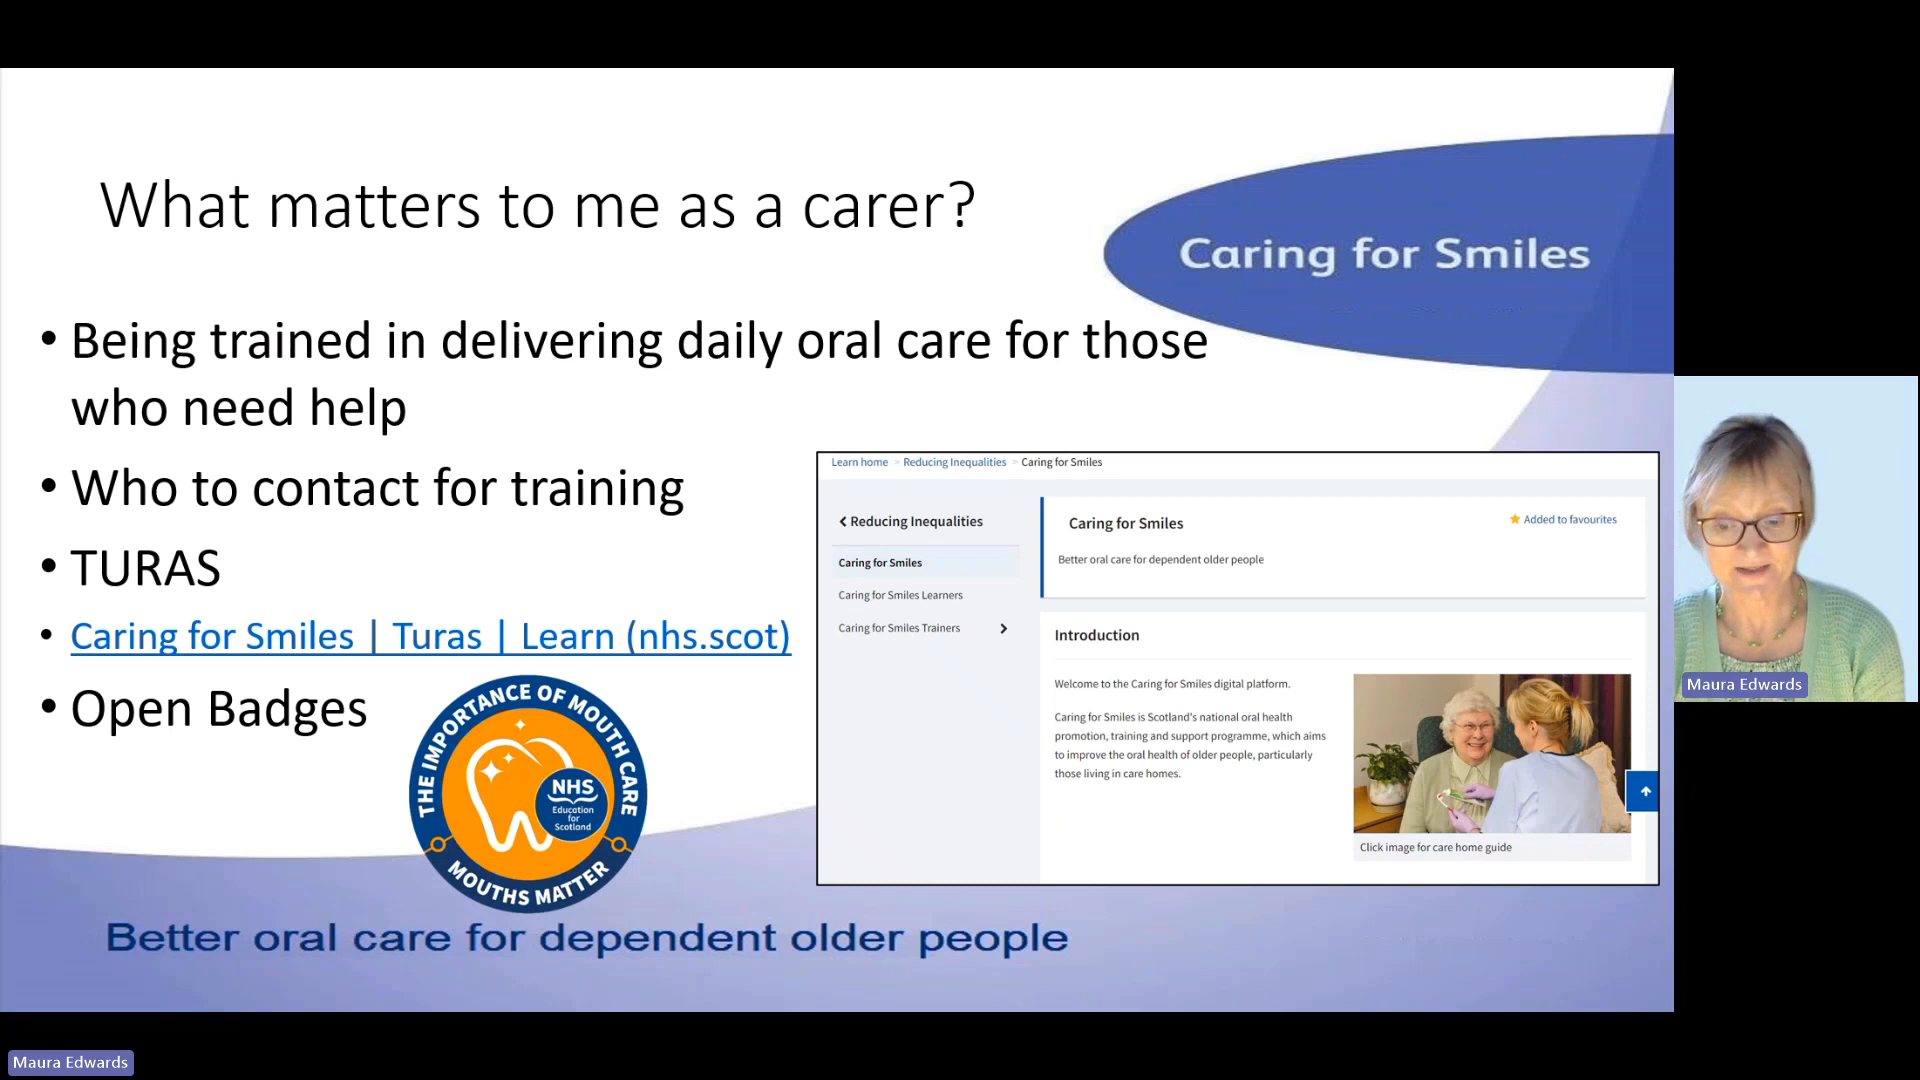 What matters to me as a carer?
Caring for Smiles
• Being trained in delivering daily oral care for those
who need help
• Who to contact for training
• TURAS
• Caring for Smiles | Turas | Learn (nhs.scot)
• Open Badges
THE IMPORTANCE OF MOUTH CARE
NHS
Education
for
Scotland
MOUTHS MATTER
Learn home > Reducing Inequalities > Caring for Smiles
Reducing Inequalities
Caring for Smiles
Caring for Smiles Learners
Caring for Smiles Trainers
Caring for Smiles
Added to favourites
Better oral care for dependent older people
Introduction
Welcome to the Caring for Smiles digital platform.
Caring for Smiles is Scotland's national oral health
promotion, training and support programme, which aims
to improve the oral health of older people, particularly
those living in care homes.
Click image for care home guide
Better oral care for dependent older people
Maura Edwards
Maura Edwards